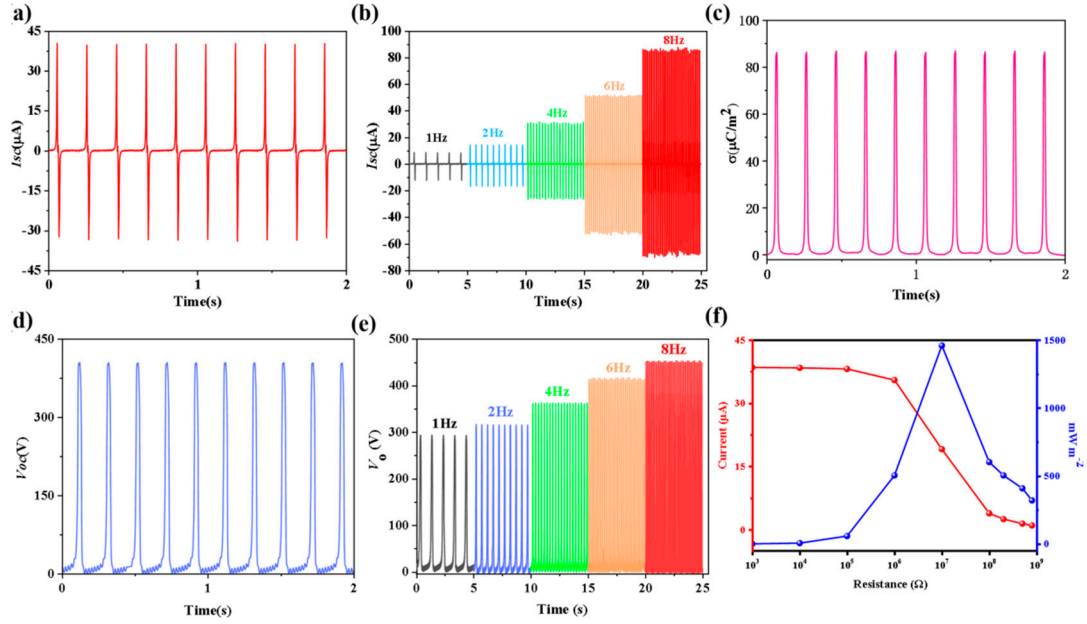 a)
45
30
15
0
-15
-30
-45
Isc(μA)
0
1
2
Time(s)
(b)
100
80
60
40
20
0
-20
-40
-60
-80
Isc(μA)
1Hz
2Hz
4Hz
6Hz
8Hz
0
5
10
15
20
25
Time(s)
(c)
100
80
60
40
20
0
σ(μC/m²)
0
1
2
Time(s)
d)
450
300
150
0
Voc(V)
0
1
2
Time(s)
(e)
500
400
300
200
100
0
Vo (V)
1Hz
2Hz
4Hz
6Hz
8Hz
0
5
10
15
20
25
Time (s)
(f)
45
30
15
0
Current (μA)
1500
1000
500
0
mW m⁻²
10³
10⁴
10⁵
10⁶
10⁷
10⁸
10⁹
Resistance (Ω)